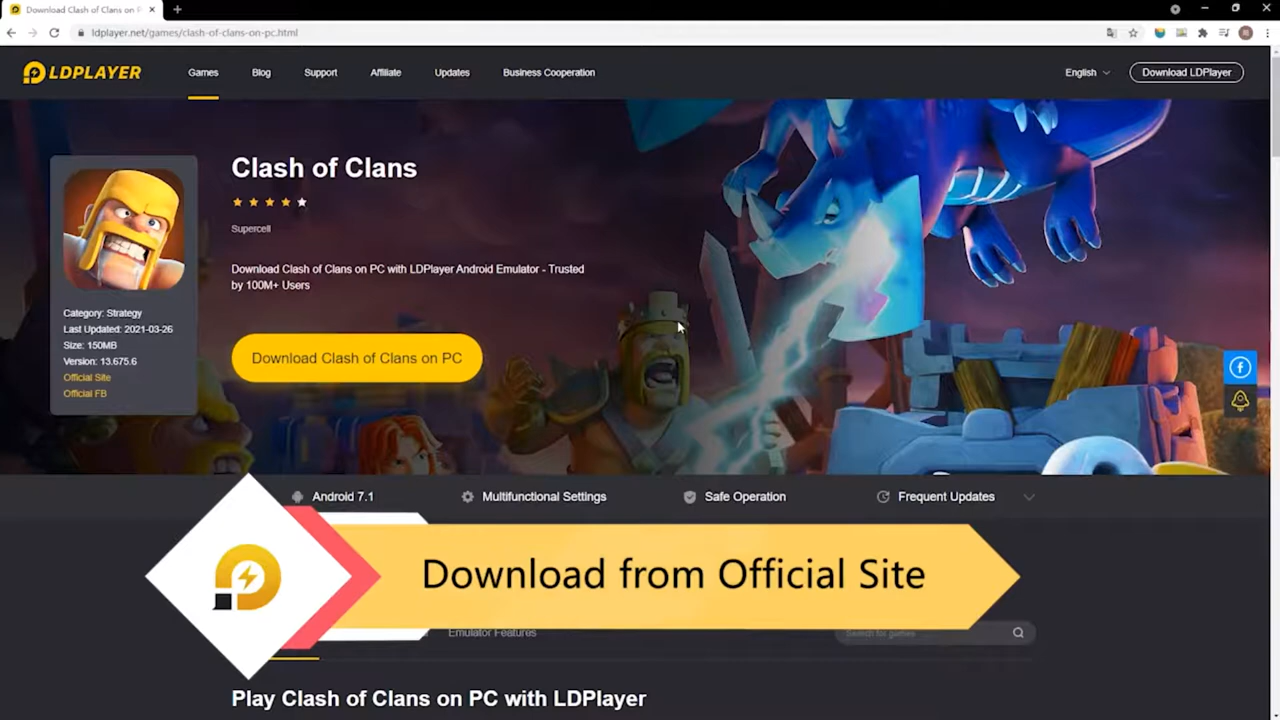 Download Clash of Clans on P
ldplayer.net/games/clash-of-clans-on-pc.html
LDPLAYER
Games
Blog
Support
Affiliate
Updates
Business Cooperation
English
Download LDPlayer
Clash of Clans
Supercell
Download Clash of Clans on PC with LDPlayer Android Emulator - Trusted
by 100M+ Users
Download Clash of Clans on PC
Category: Strategy
Last Updated: 2021-03-26
Size: 150MB
Version: 13.675.6
Official Site
Official FB
Android 7.1
Multifunctional Settings
Safe Operation
Frequent Updates
Download from Official Site
Emulator Features
Search for games
Play Clash of Clans on PC with LDPlayer